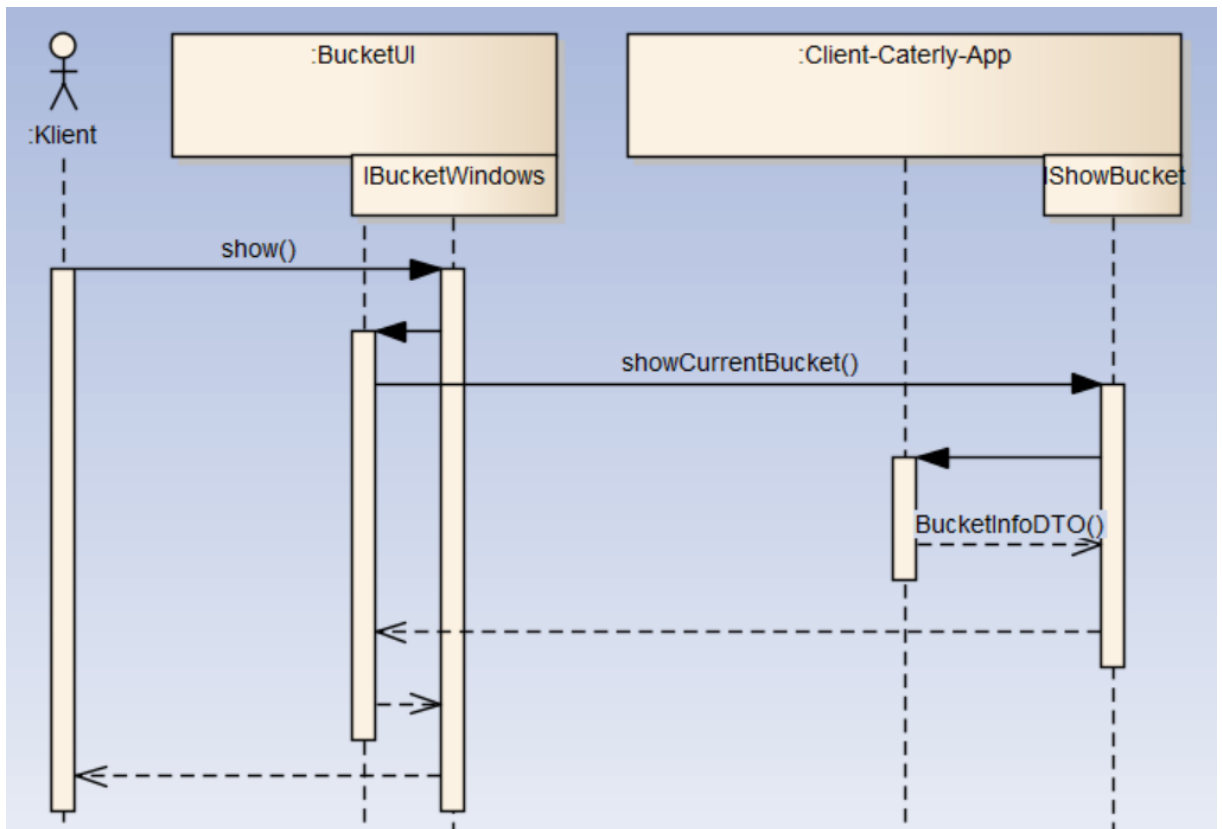 :BucketUI
:Client-Caterly-App
:Klient
IBucketWindows
IShowBucket
show()
showCurrentBucket()
BucketInfoDTO()